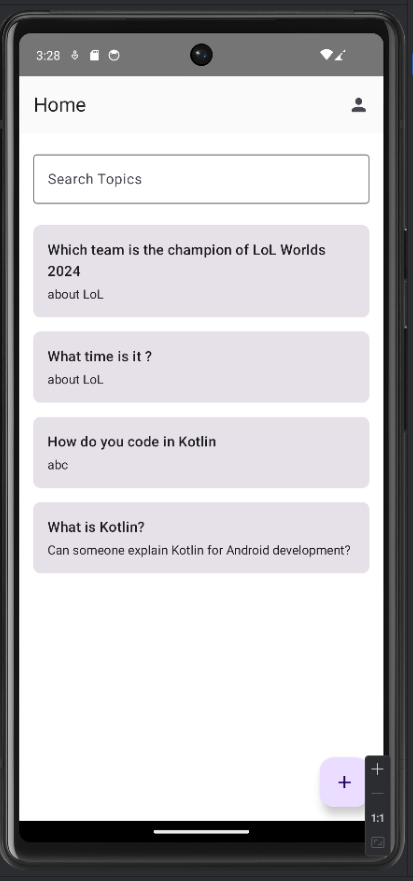 3:28
Home
Search Topics
Which team is the champion of LoL Worlds
2024
about LoL
What time is it ?
about LoL
How do you code in Kotlin
abc
What is Kotlin?
Can someone explain Kotlin for Android development?
+
1:1